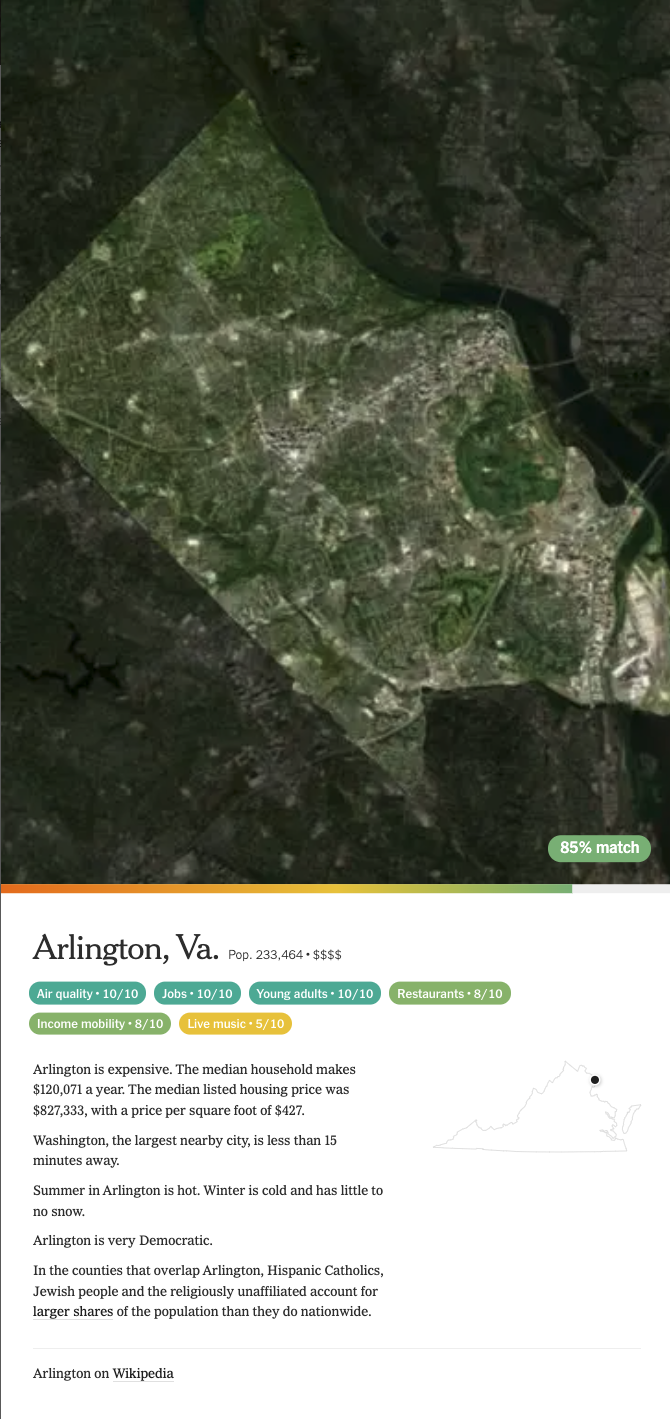 85% match
Arlington, Va. Pop. 233,464 • $$$$
Air quality • 10/10 Jobs • 10/10 Young adults • 10/10 Restaurants • 8/10
Income mobility • 8/10 Live music • 5/10
Arlington is expensive. The median household makes
$120,071 a year. The median listed housing price was
$827,333, with a price per square foot of $427.
Washington, the largest nearby city, is less than 15
minutes away.
Summer in Arlington is hot. Winter is cold and has little to
no snow.
Arlington is very Democratic.
In the counties that overlap Arlington, Hispanic Catholics,
Jewish people and the religiously unaffiliated account for
larger shares of the population than they do nationwide.
Arlington on Wikipedia